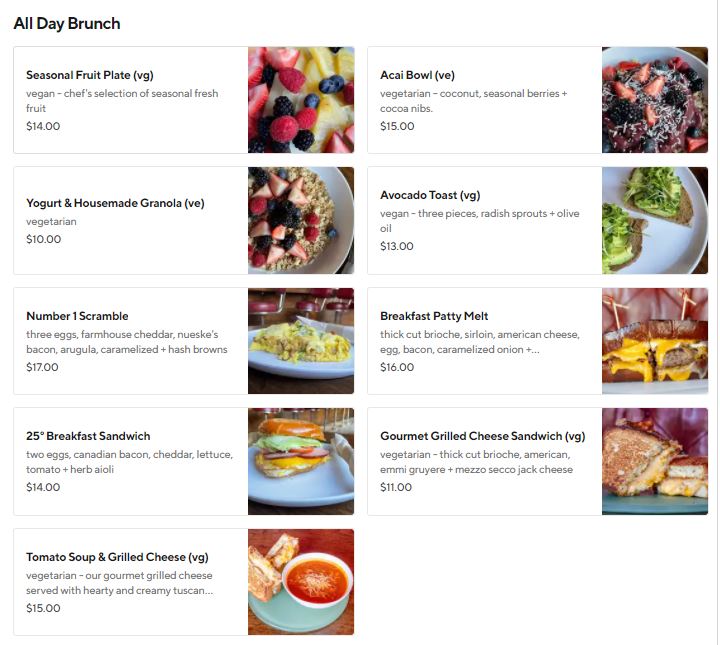 All Day Brunch
Seasonal Fruit Plate (vg)
vegan - chef's selection of seasonal fresh
fruit
$14.00
Acai Bowl (ve)
vegetarian - coconut, seasonal berries +
cocoa nibs.
$15.00
Yogurt & Housemade Granola (ve)
vegetarian
$10.00
Avocado Toast (vg)
vegan - three pieces, radish sprouts + olive
oil
$13.00
Number 1 Scramble
three eggs, farmhouse cheddar, nueske's
bacon, arugula, caramelized + hash browns
$17.00
Breakfast Patty Melt
thick cut brioche, sirloin, american cheese,
egg, bacon, caramelized onion +...
$16.00
25° Breakfast Sandwich
two eggs, canadian bacon, cheddar, lettuce,
tomato + herb aioli
$14.00
Gourmet Grilled Cheese Sandwich (vg)
vegetarian - thick cut brioche, american,
emmi gruyere + mezzo secco jack cheese
$11.00
Tomato Soup & Grilled Cheese (vg)
vegetarian - our gourmet grilled cheese
served with hearty and creamy tuscan...
$15.00